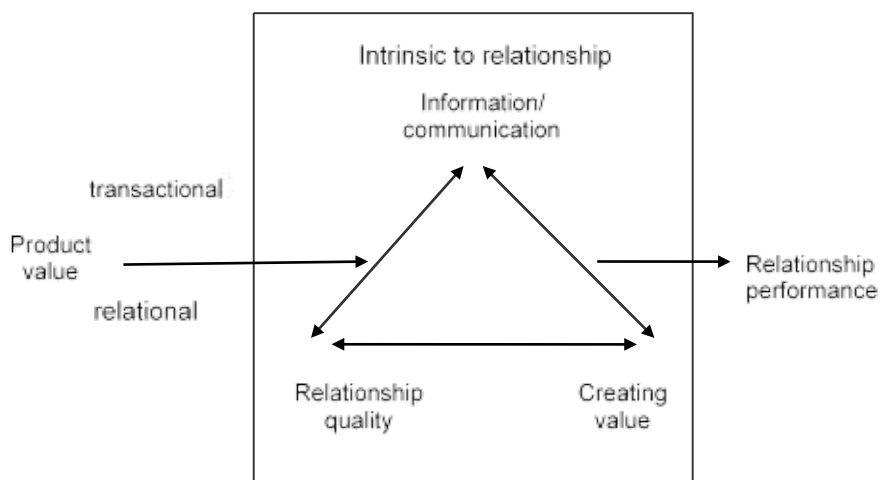 Intrinsic to relationship
Information/
communication
transactional
Product
value
relational
Relationship
performance
Relationship
quality
Creating
value